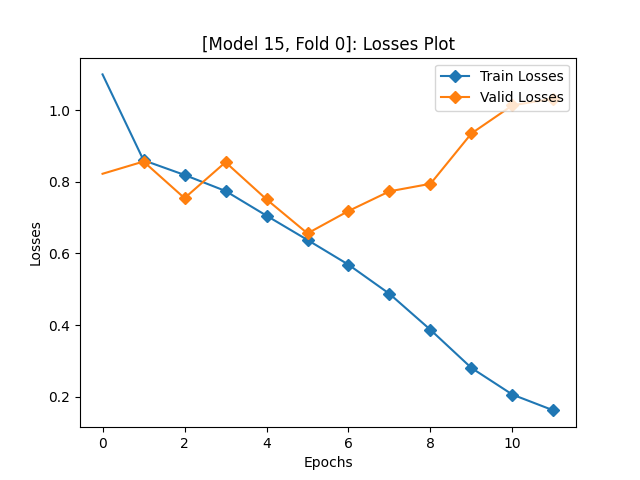 [Model 15, Fold 0]: Losses Plot
Train Losses
Valid Losses
1.0
0.8
0.6
0.4
0.2
Losses
0 2 4 6 8 10
Epochs